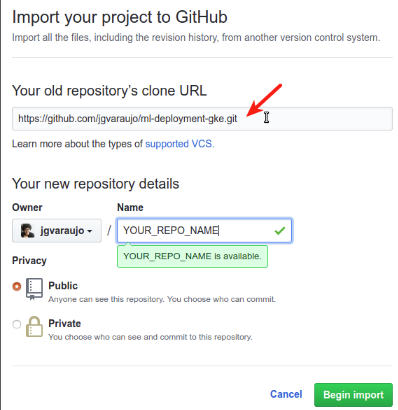 Import your project to GitHub
Import all the files, including the revision history, from another version control system.
Your old repository's clone URL
https://github.com/jgvaraujo/ml-deployment-gke.git
Learn more about the types of supported VCS.
Your new repository details
Owner Name
jgvaraujo / YOUR_REPO_NAME
YOUR_REPO_NAME is available.
Privacy
Public
Anyone can see this repository. You choose who can commit.
Private
You choose who can see and commit to this repository.
Cancel Begin import